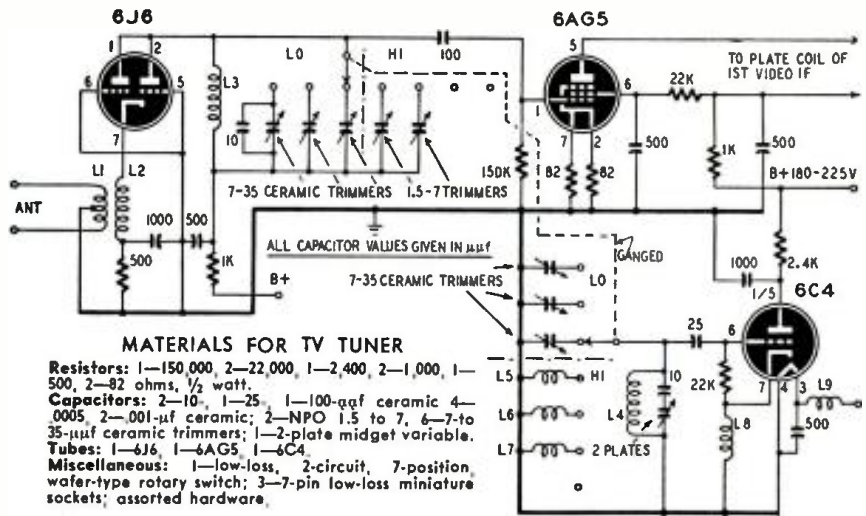 6J6
6AG5
1 2
5
100
LO
HI
TO PLATE COIL OF
1ST VIDEO IF
6
5
L3
1
6
22K
7
10
7
2
500
1K
500
L1
L2
150K
82
82
7-35 CERAMIC TRIMMERS
1.5-7 TRIMMERS
B+180-225V
ANT
1000
500
ALL CAPACITOR VALUES GIVEN IN µµf
GANGED
500
1K
B+
7-35 CERAMIC TRIMMERS
LO
1000
2.4K
1/5
6C4
25
6
MATERIALS FOR TV TUNER
Resistors: 1—150,000, 2—22,000, 1—2,400, 2—1,000, 1—
500, 2—82 ohms, ½ watt.
Capacitors: 2—10, 1—25, 1—100-µµf ceramic 4—
.0005, 2—.001-µf ceramic; 2—NPO 1.5 to 7, 6—7-to
35-µµf ceramic trimmers; 1—2-plate midget variable.
Tubes: 1—6J6, 1—6AG5, 1—6C4.
Miscellaneous: 1—low-loss, 2-circuit, 7-position
wafer-type rotary switch; 3—7-pin low-loss miniature
sockets; assorted hardware.
L5
HI
L6
L7
L4
10
2 PLATES
22K
7
4
3
L9
L8
500